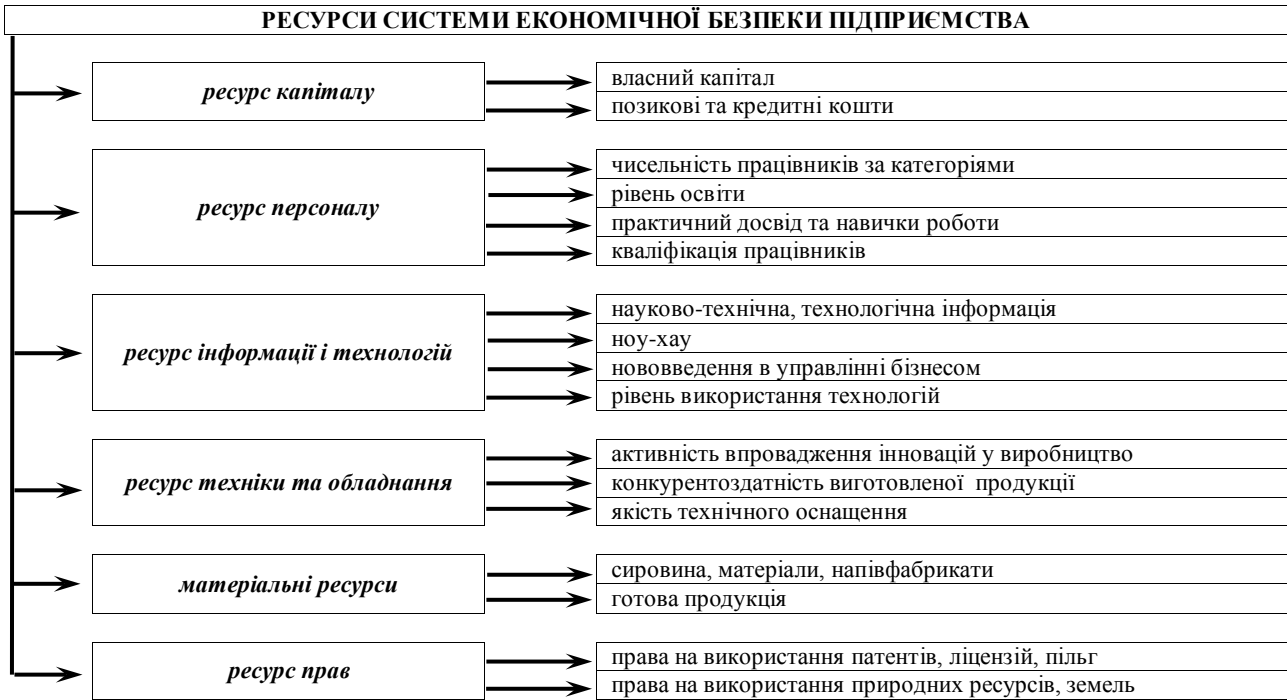 РЕСУРСИ СИСТЕМИ ЕКОНОМІЧНОЇ БЕЗПЕКИ ПІДПРИЄМСТВА
ресурс капіталу
власний капітал
позикові та кредитні кошти
ресурс персоналу
чисельність працівників за категоріями
рівень освіти
практичний досвід та навички роботи
кваліфікація працівників
ресурс інформації і технологій
науково-технічна, технологічна інформація
ноу-хау
нововведення в управлінні бізнесом
рівень використання технологій
ресурс техніки та обладнання
активність впровадження інновацій у виробництво
конкурентоздатність виготовленої продукції
якість технічного оснащення
матеріальні ресурси
сировина, матеріали, напівфабрикати
готова продукція
ресурс прав
права на використання патентів, ліцензій, пільг
права на використання природних ресурсів, земель